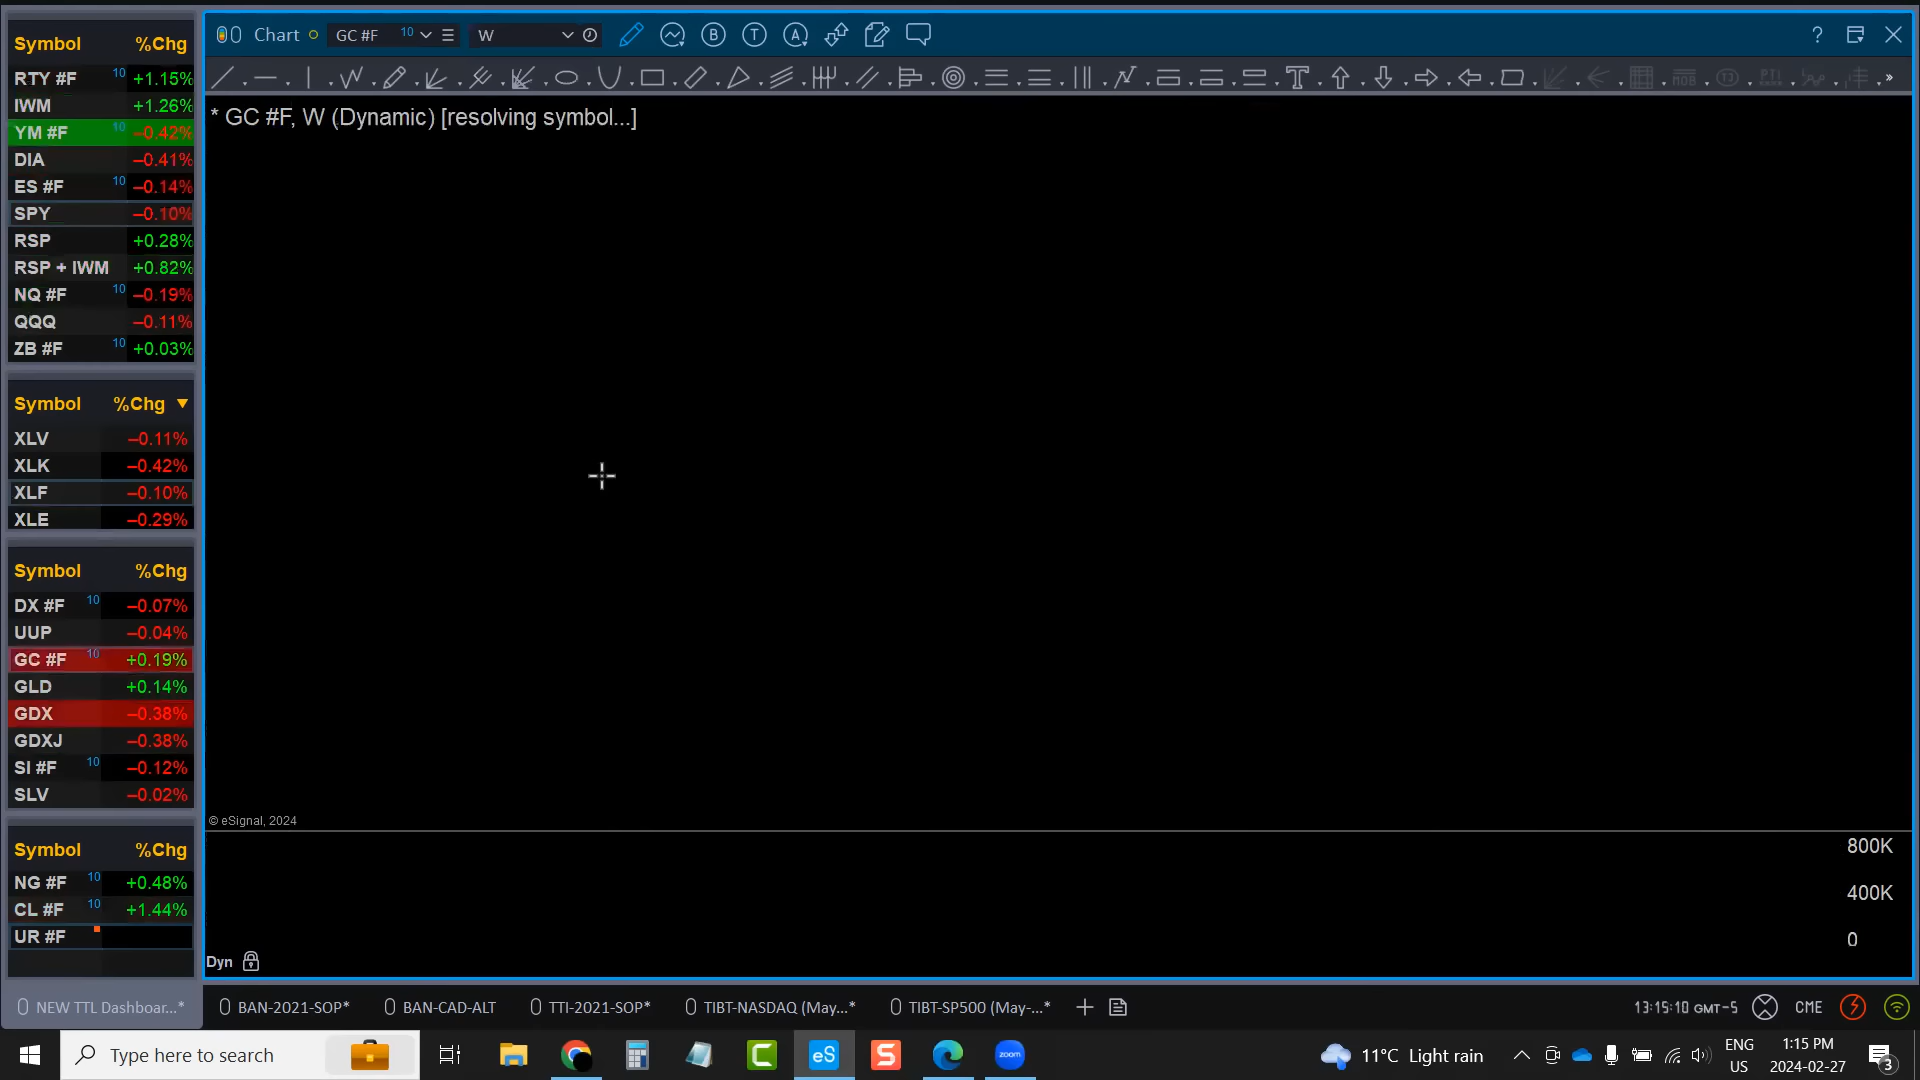 Chart GC #F 10 W
Symbol %Chg
RTY #F 10 +1.15%
IWM +1.26%
YM #F 10 –0.42%
DIA –0.41%
ES #F 10 –0.14%
SPY –0.10%
RSP +0.28%
RSP + IWM +0.82%
NQ #F 10 –0.19%
QQQ –0.11%
ZB #F 10 +0.03%
* GC #F, W (Dynamic) [resolving symbol...]
Symbol %Chg
XLV –0.11%
XLK –0.42%
XLF –0.10%
XLE –0.29%
Symbol %Chg
DX #F 10 –0.07%
UUP –0.04%
GC #F 10 +0.19%
GLD +0.14%
GDX –0.38%
GDXJ –0.38%
SI #F 10 –0.12%
SLV –0.02%
© eSignal, 2024
Symbol %Chg
NG #F 10 +0.48%
CL #F 10 +1.44%
UR #F
800K
400K
0
Dyn
NEW TTL Dashboar...* BAN-2021-SOP* BAN-CAD-ALT TTI-2021-SOP* TIBT-NASDAQ (May...* TIBT-SP500 (May-...* 13:15:10 GMT-5 CME
Type here to search
eS
zoom
11°C Light rain
ENG
US
1:15 PM
2024-02-27
3